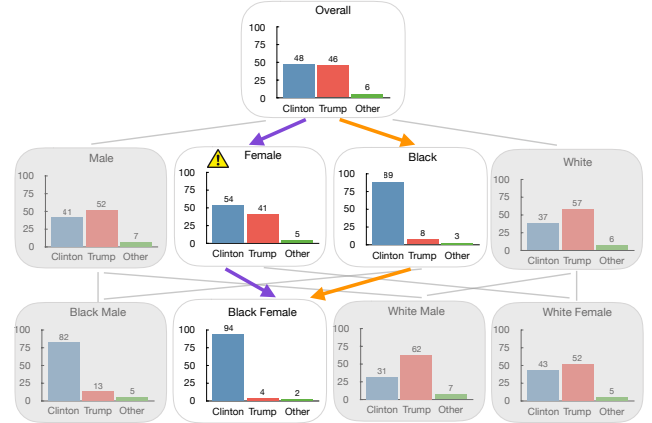 Overall
100
75
50
25
0
48 46 6
Clinton Trump Other
Male
100
75
50
25
0
41 52 7
Clinton Trump Other
Female
100
75
50
25
0
54 41 5
Clinton Trump Other
Black
100
75
50
25
0
89 8 3
Clinton Trump Other
White
100
75
50
25
0
37 57 6
Clinton Trump Other
Black Male
100
75
50
25
0
82 13 5
Clinton Trump Other
Black Female
100
75
50
25
0
94 4 2
Clinton Trump Other
White Male
100
75
50
25
0
31 62 7
Clinton Trump Other
White Female
100
75
50
25
0
43 52 5
Clinton Trump Other